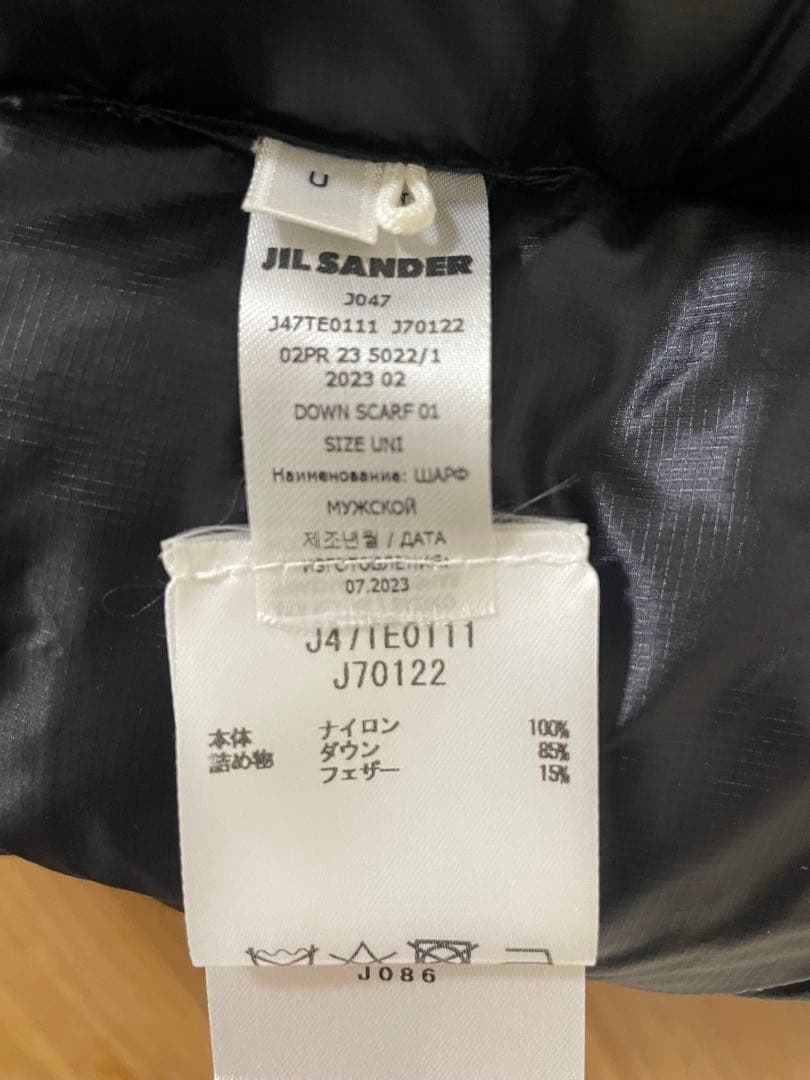 U
JIL SANDER
J047
J47TE0111 J70122
02PR 23 5022/1
2023 02
DOWN SCARF 01
SIZE UNI
Наименование: ШАРФ
МУЖСКОЙ
제조년월 / ДАТА
ИЗГОТОВЛЕНИЯ:
07.2023
J47TE0111
J70122
本体 ナイロン 100%
詰め物 ダウン 85%
フェザー 15%
J086